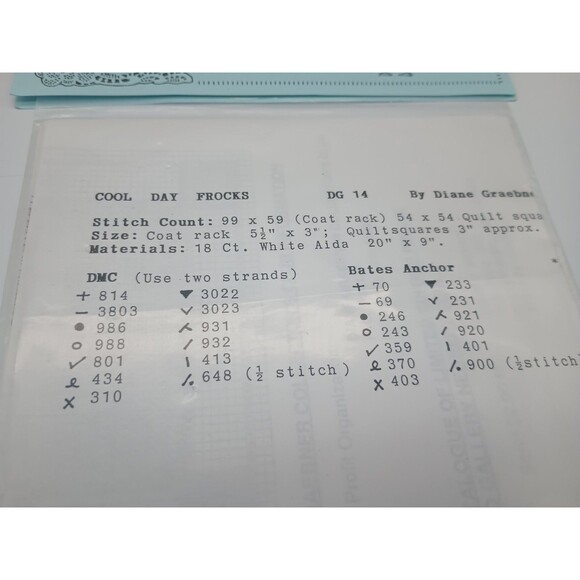 COOL DAY FROCKS DG 14 By Diane Graebne
Stitch Count: 99 x 59 (Coat rack) 54 x 54 Quilt squa
Size: Coat rack 5½" x 3"; Quiltsquares 3" approx.
Materials: 18 Ct. White Aida 20" x 9".
DMC (Use two strands)
+ 814 ▼ 3022
− 3803 ✓ 3023
● 986 ㅅ 931
o 988 / 932
✓ 801 ı 413
ℓ 434 ⁒ 648 (½ stitch)
x 310
Bates Anchor
+ 70 ▼ 233
− 69 ✓ 231
● 246 ㅅ 921
o 243 / 920
✓ 359 ı 401
ℓ 370 ⁒ 900 (½stitch
x 403